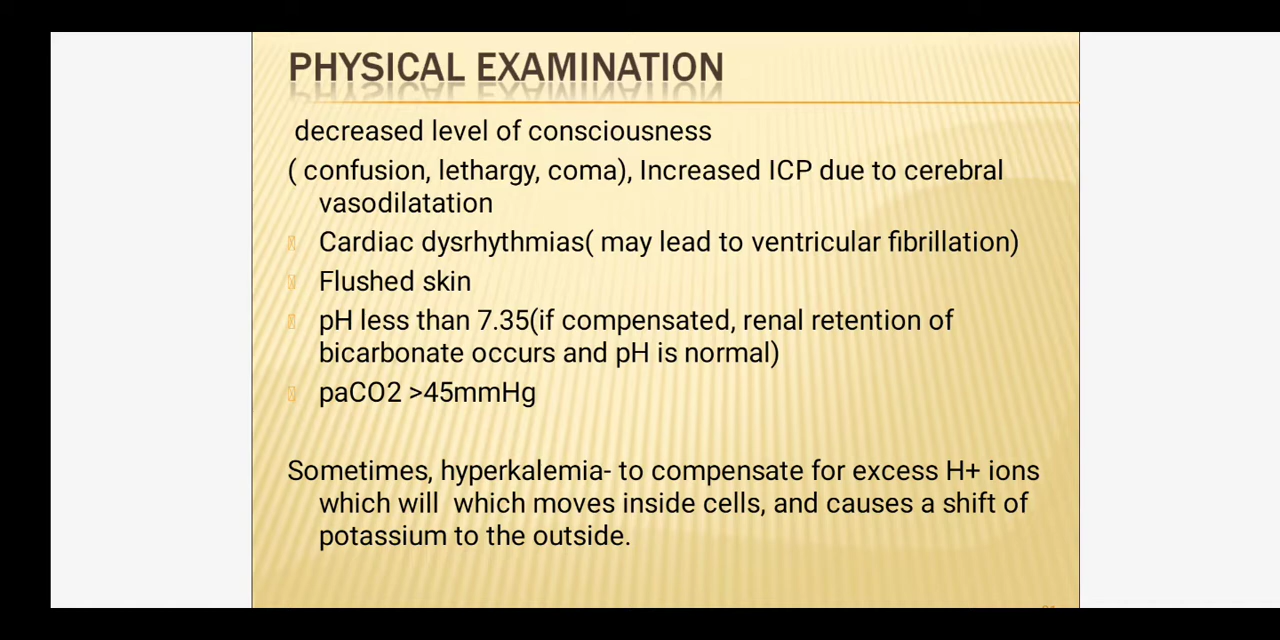 PHYSICAL EXAMINATION
decreased level of consciousness
( confusion, lethargy, coma), Increased ICP due to cerebral
vasodilatation
Cardiac dysrhythmias( may lead to ventricular fibrillation)
Flushed skin
pH less than 7.35(if compensated, renal retention of
bicarbonate occurs and pH is normal)
paCO2 >45mmHg
Sometimes, hyperkalemia- to compensate for excess H+ ions
which will  which moves inside cells, and causes a shift of
potassium to the outside.